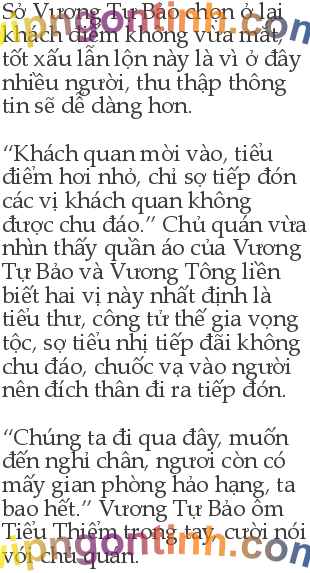 Sở Vương Tự Bảo chọn ở lại
khách điếm không vừa mắt,
tốt xấu lẫn lộn này là vì ở đây
nhiều người, thu thập thông
tin sẽ dễ dàng hơn.

“Khách quan mời vào, tiểu
điếm hơi nhỏ, chỉ sợ tiếp đón
các vị khách quan không
được chu đáo.” Chủ quán vừa
nhìn thấy quần áo của Vương
Tự Bảo và Vương Tông liền
biết hai vị này nhất định là
tiểu thư, công tử thế gia vọng
tộc, sợ tiểu nhị tiếp đãi không
chu đáo, chuốc vạ vào người
nên đích thân đi ra tiếp đón.

“Chúng ta đi qua đây, muốn
đến nghỉ chân, ngươi còn có
mấy gian phòng hảo hạng, ta
bao hết.” Vương Tự Bảo ôm
Tiểu Thiểm trong tay, cười nói
với chủ quán.
vipngontinh.com
vipngontinh.com